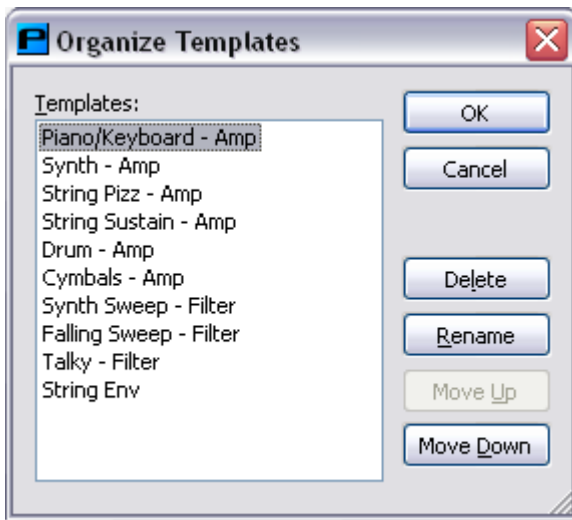 P Organize Templates
Templates:
Piano/Keyboard - Amp
Synth - Amp
String Pizz - Amp
String Sustain - Amp
Drum - Amp
Cymbals - Amp
Synth Sweep - Filter
Falling Sweep - Filter
Talky - Filter
String Env
OK
Cancel
Delete
Rename
Move Up
Move Down